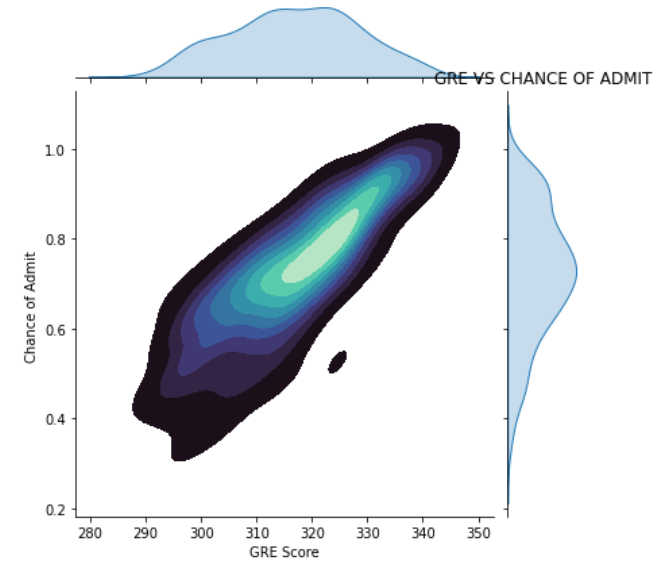 GRE VS CHANCE OF ADMIT
1.0
0.8
0.6
0.4
0.2
Chance of Admit
280 290 300 310 320 330 340 350
GRE Score